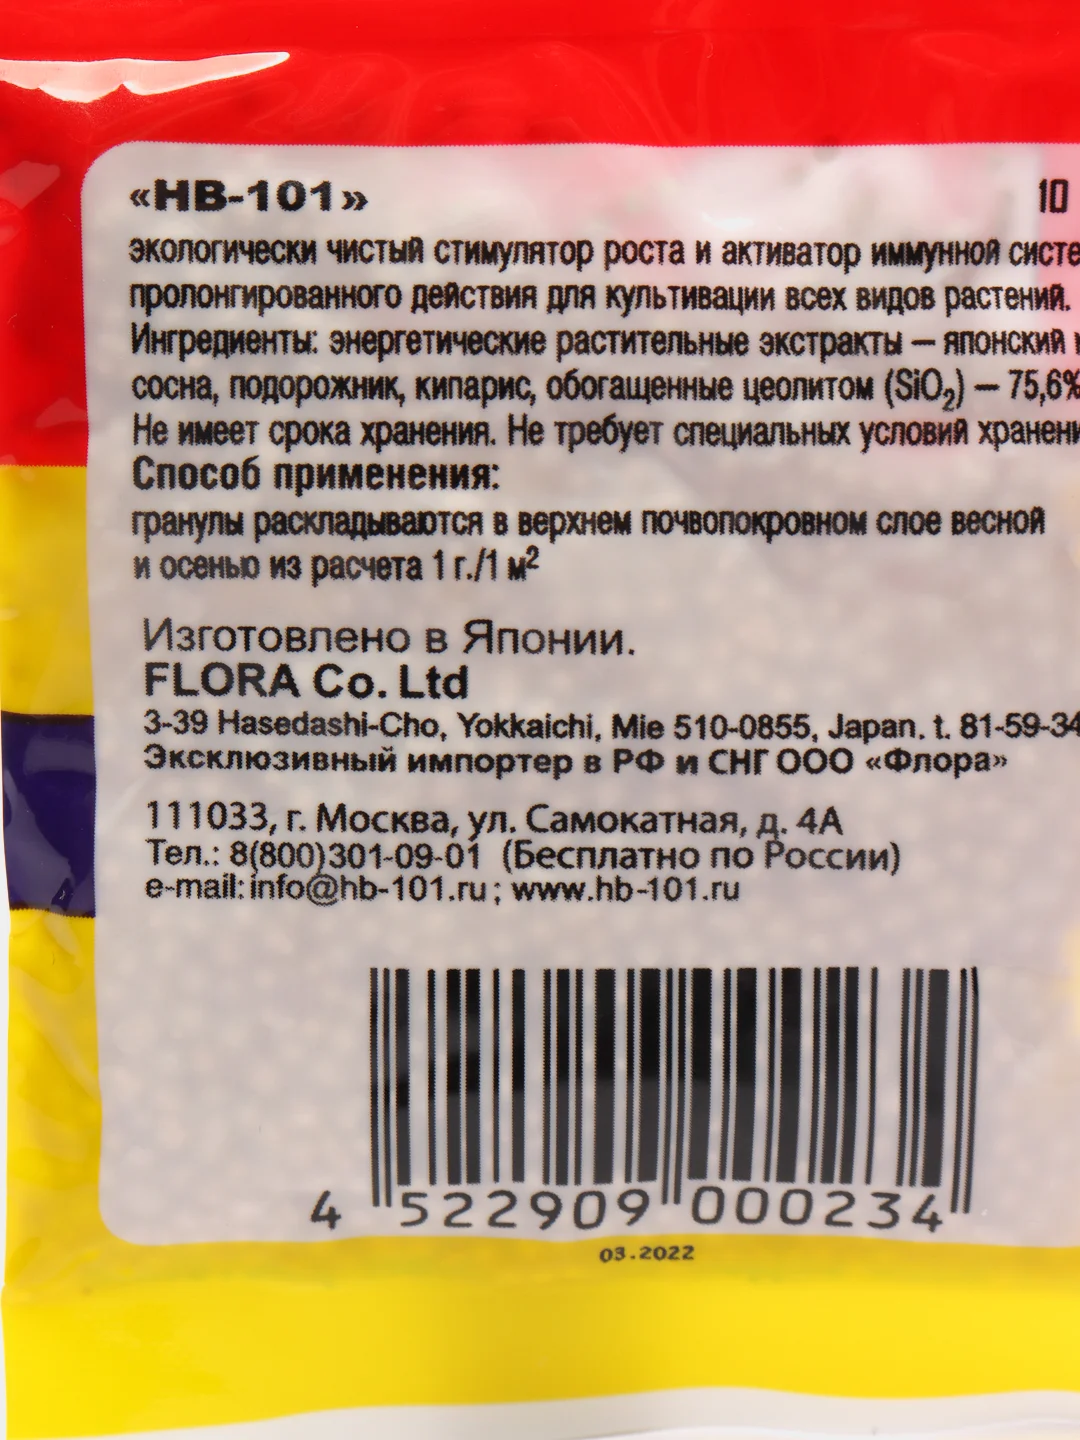 «HB-101» 10
экологически чистый стимулятор роста и активатор иммунной систе
пролонгированного действия для культивации всех видов растений.
Ингредиенты: энергетические растительные экстракты – японский
сосна, подорожник, кипарис, обогащенные цеолитом (SiO₂) – 75,6%
Не имеет срока хранения. Не требует специальных условий хранени
Способ применения:
гранулы раскладываются в верхнем почвопокровном слое весной
и осенью из расчета 1 г./1 м²
Изготовлено в Японии.
FLORA Co. Ltd
3-39 Hasedashi-Cho, Yokkaichi, Mie 510-0855, Japan. t. 81-59-34
Эксклюзивный импортер в РФ и СНГ ООО «Флора»
111033, г. Москва, ул. Самокатная, д. 4А
Тел.: 8(800)301-09-01 (Бесплатно по России)
e-mail: info@hb-101.ru; www.hb-101.ru
4 522909 000234
03.2022